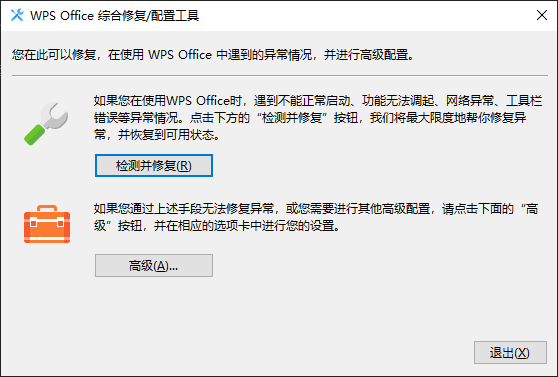 WPS Office 综合修复/配置工具
您在此可以修复，在使用 WPS Office 中遇到的异常情况，并进行高级配置。
如果您在使用WPS Office时，遇到不能正常启动、功能无法调起、网络异常、工具栏
错误等异常情况。点击下方的“检测并修复”按钮，我们将最大限度地帮你修复异
常，并恢复到可用状态。
检测并修复(R)
如果您通过上述手段无法修复异常，或您需要进行其他高级配置，请点击下面的“高
级”按钮，并在相应的选项卡中进行您的设置。
高级(A)...
退出(X)